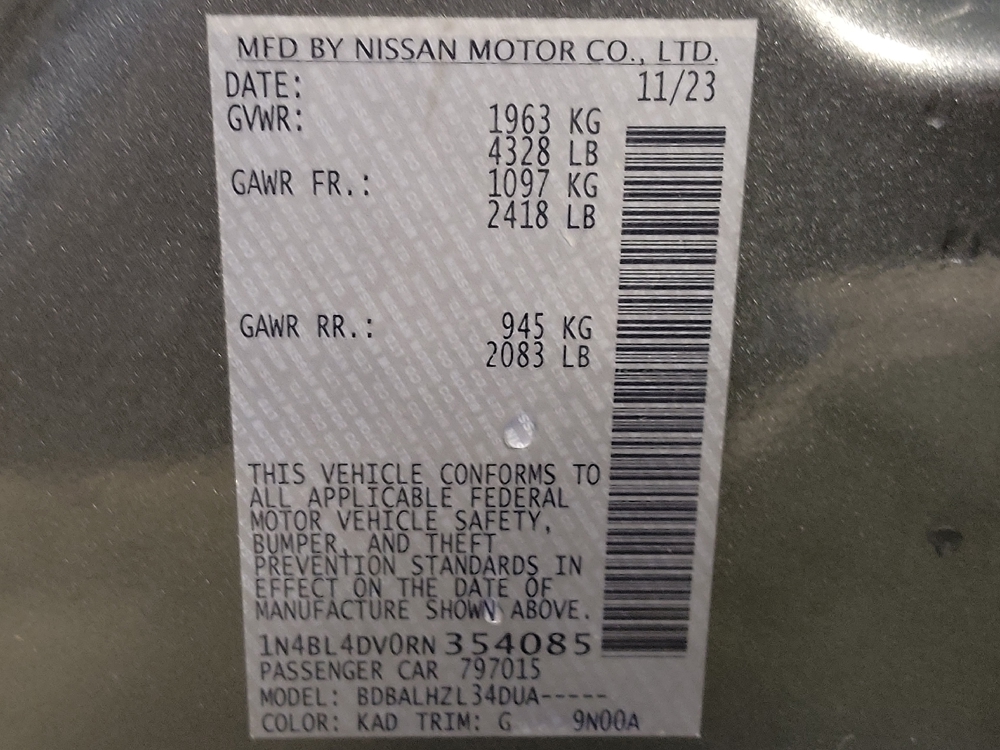 MFD BY NISSAN MOTOR CO., LTD.
DATE: 11/23
GVWR: 1963 KG
4328 LB
GAWR FR.: 1097 KG
2418 LB
GAWR RR.: 945 KG
2083 LB
THIS VEHICLE CONFORMS TO
ALL APPLICABLE FEDERAL
MOTOR VEHICLE SAFETY,
BUMPER, AND THEFT
PREVENTION STANDARDS IN
EFFECT ON THE DATE OF
MANUFACTURE SHOWN ABOVE.
1N4BL4DV0RN354085
PASSENGER CAR 797015
MODEL: BDBALHZL34DUA-----
COLOR: KAD TRIM: G 9N00A